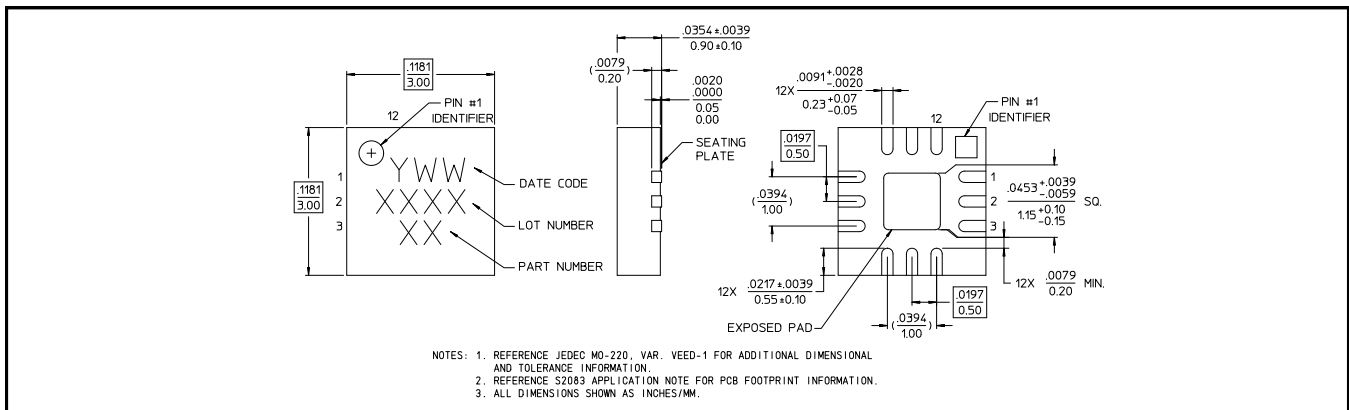 .1181
3.00
PIN #1
IDENTIFIER
12
.1181
3.00
1
2
3
YWW
XXXX
XX
DATE CODE
LOT NUMBER
PART NUMBER
.0354±.0039
0.90±0.10
(.0079
0.20)
.0020
.0000
0.05
0.00
SEATING
PLATE
12X .0091 +.0028 -.0020
0.23 +0.07 -0.05
12
PIN #1
IDENTIFIER
.0197
0.50
(.0394
1.00)
1
2
3
.0453 +.0039 -.0059 SQ.
1.15 +0.10 -0.15
12X .0217±.0039
0.55±0.10
12X .0079 MIN.
0.20
.0197
0.50
(.0394
1.00)
EXPOSED PAD
NOTES: 1. REFERENCE JEDEC MO-220, VAR. VEED-1 FOR ADDITIONAL DIMENSIONAL
AND TOLERANCE INFORMATION.
2. REFERENCE S2083 APPLICATION NOTE FOR PCB FOOTPRINT INFORMATION.
3. ALL DIMENSIONS SHOWN AS INCHES/MM.